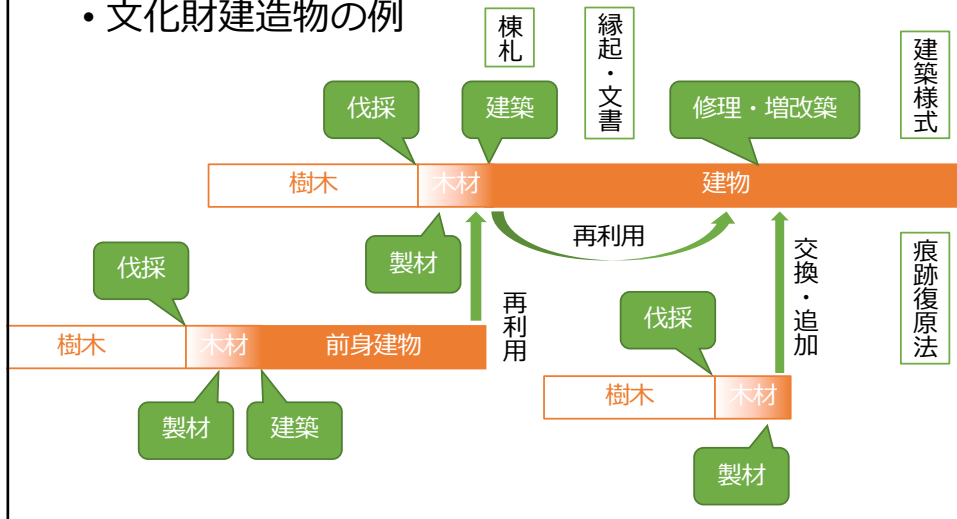 • 文化財建造物の例
棟札
縁起・文書
建築様式
伐採
建築
修理・増改築
樹木
木材
建物
製材
再利用
再利用
交換・追加
痕跡復原法
伐採
樹木
木材
前身建物
製材
建築
伐採
樹木
木材
製材